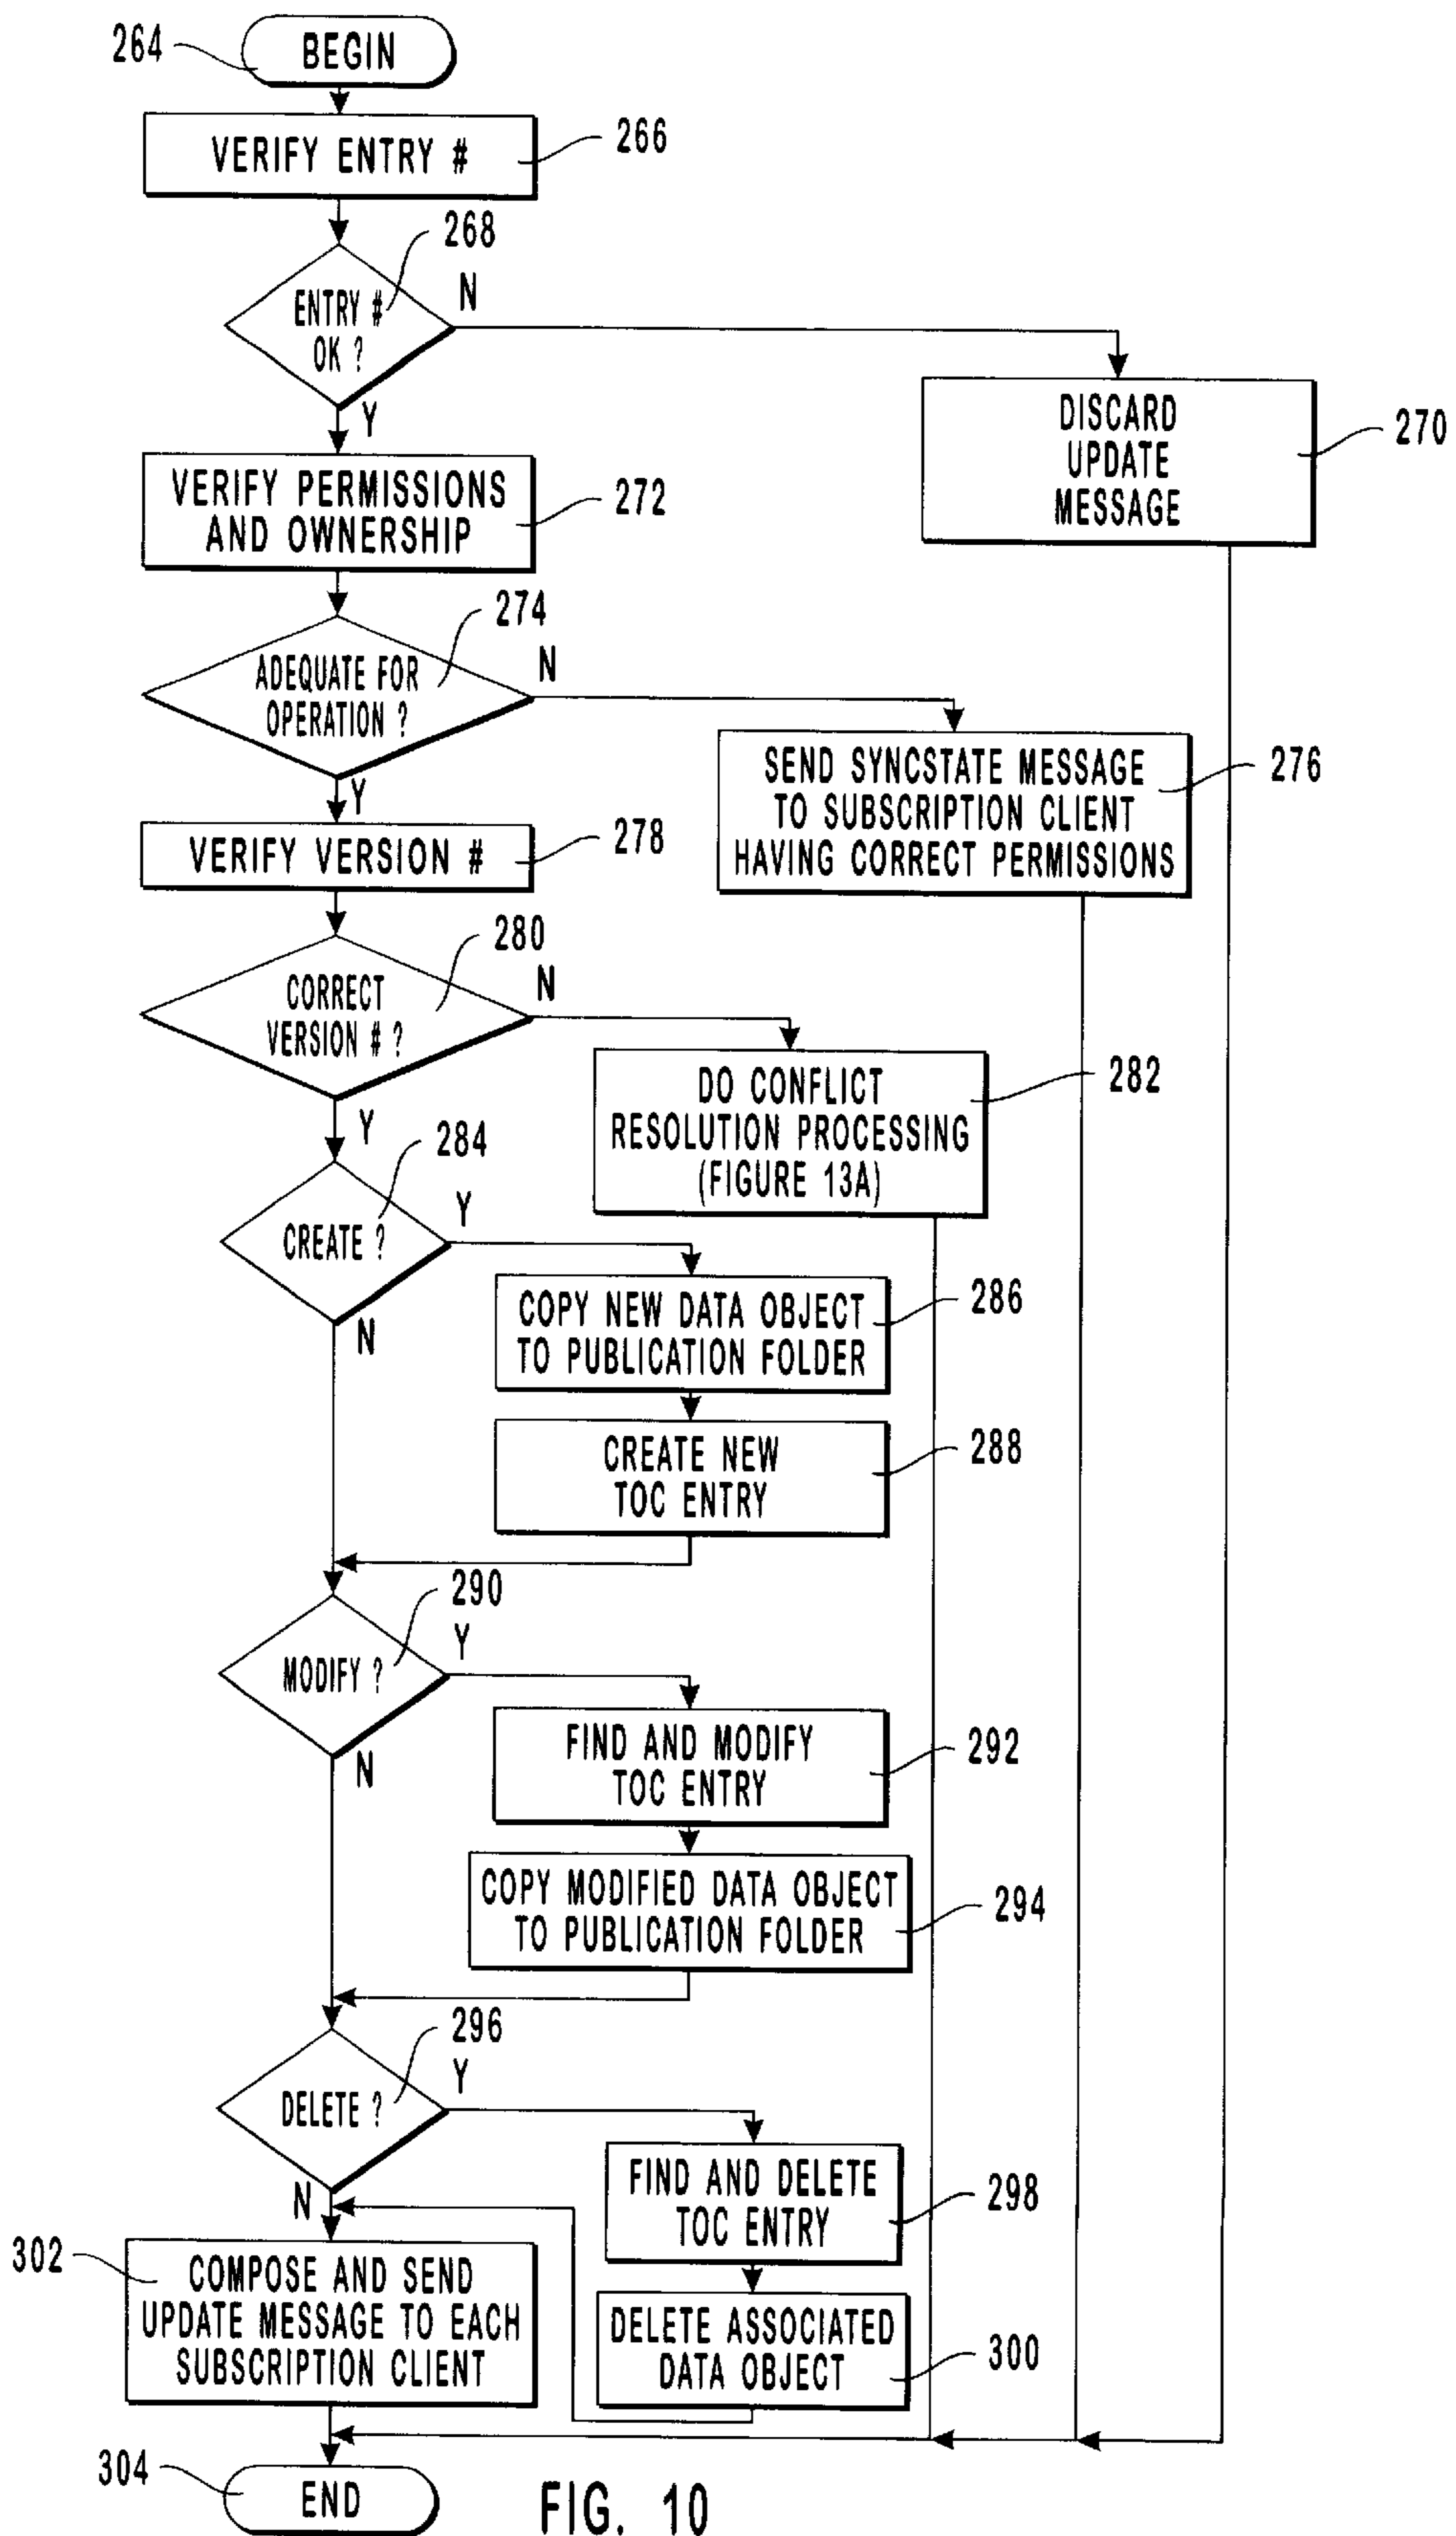 264
BEGIN
VERIFY ENTRY #
266
268
ENTRY #
OK ?
N
Y
DISCARD
UPDATE
MESSAGE
270
VERIFY PERMISSIONS
AND OWNERSHIP
272
274
ADEQUATE FOR
OPERATION ?
N
Y
SEND SYNCSTATE MESSAGE
TO SUBSCRIPTION CLIENT
HAVING CORRECT PERMISSIONS
276
VERIFY VERSION #
278
280
CORRECT
VERSION # ?
N
Y
DO CONFLICT
RESOLUTION PROCESSING
(FIGURE 13A)
282
284
CREATE ?
Y
N
COPY NEW DATA OBJECT
TO PUBLICATION FOLDER
286
CREATE NEW
TOC ENTRY
288
290
MODIFY ?
Y
N
FIND AND MODIFY
TOC ENTRY
292
COPY MODIFIED DATA OBJECT
TO PUBLICATION FOLDER
294
296
DELETE ?
Y
N
FIND AND DELETE
TOC ENTRY
298
302
COMPOSE AND SEND
UPDATE MESSAGE TO EACH
SUBSCRIPTION CLIENT
DELETE ASSOCIATED
DATA OBJECT
300
304
END
FIG. 10